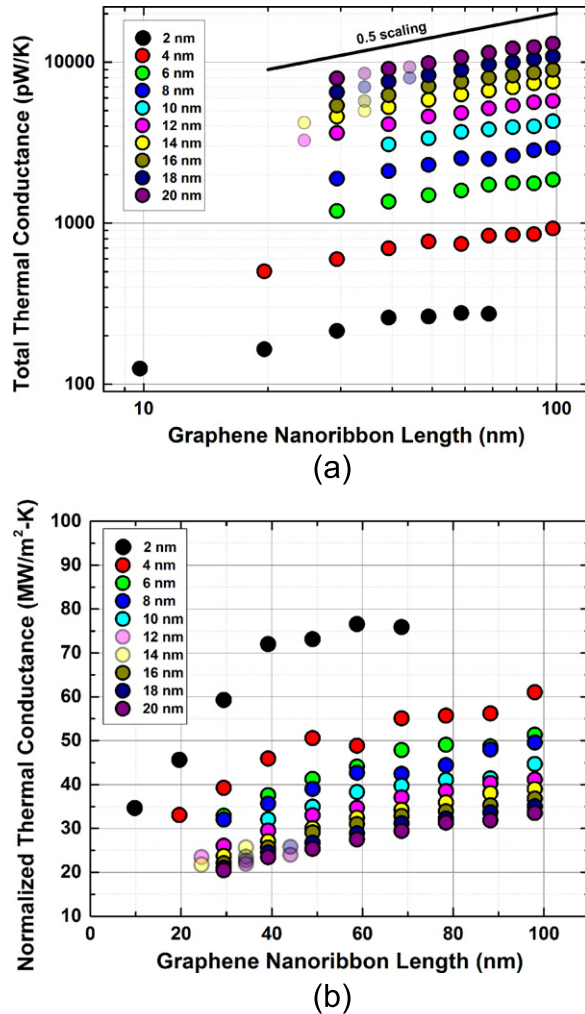 0.5 scaling
10000
1000
100
Total Thermal Conductance (pW/K)
2 nm
4 nm
6 nm
8 nm
10 nm
12 nm
14 nm
16 nm
18 nm
20 nm
10
100
Graphene Nanoribbon Length (nm)
(a)
100
90
80
70
60
50
40
30
20
10
Normalized Thermal Conductance (MW/m²-K)
2 nm
4 nm
6 nm
8 nm
10 nm
12 nm
14 nm
16 nm
18 nm
20 nm
0
20
40
60
80
100
Graphene Nanoribbon Length (nm)
(b)